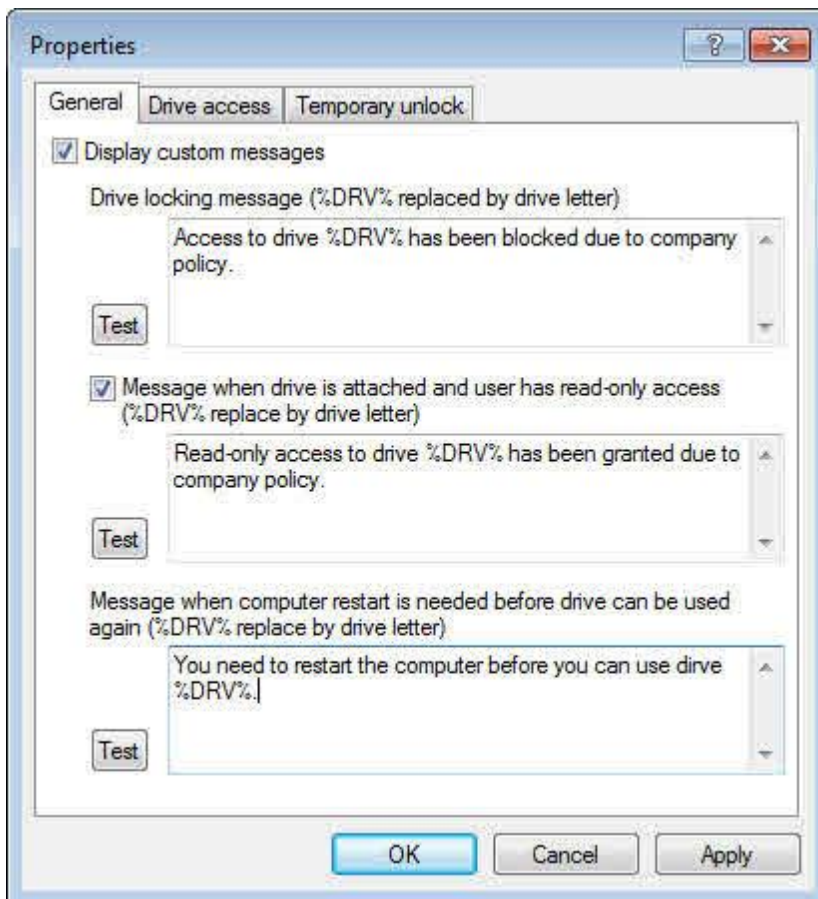 Properties
General Drive access Temporary unlock
Display custom messages
Drive locking message (%DRV% replaced by drive letter)
Access to drive %DRV% has been blocked due to company
policy.
Test
Message when drive is attached and user has read-only access
(%DRV% replace by drive letter)
Read-only access to drive %DRV% has been granted due to
company policy.
Test
Message when computer restart is needed before drive can be used
again (%DRV% replace by drive letter)
You need to restart the computer before you can use dirve
%DRV%.
Test
OK Cancel Apply